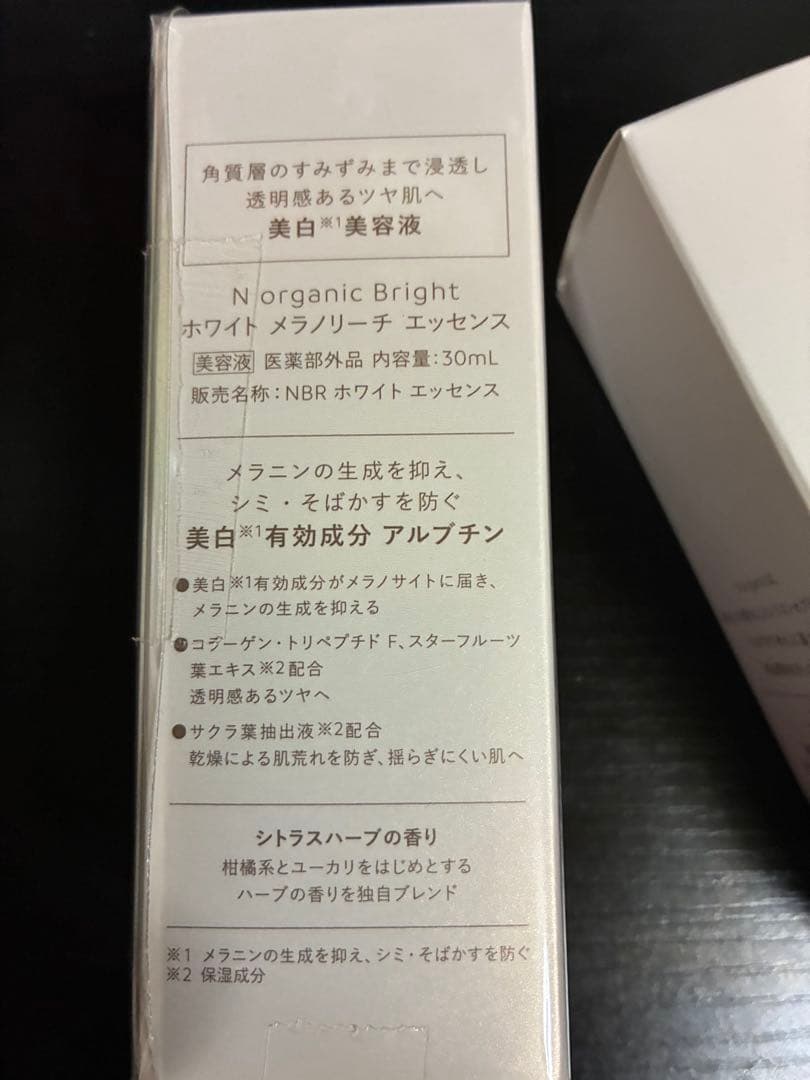 角質層のすみずみまで浸透し
透明感あるツヤ肌へ
美白※1美容液
N organic Bright
ホワイト メラノリーチ エッセンス
美容液 医薬部外品 内容量:30mL
販売名称:NBR ホワイト エッセンス
メラニンの生成を抑え、
シミ・そばかすを防ぐ
美白※1有効成分 アルブチン
●美白※1有効成分がメラノサイトに届き、
メラニンの生成を抑える
●コラーゲン・トリペプチド F、スターフルーツ
葉エキス※2配合
透明感あるツヤへ
●サクラ葉抽出液※2配合
乾燥による肌荒れを防ぎ、揺らぎにくい肌へ
シトラスハーブの香り
柑橘系とユーカリをはじめとする
ハーブの香りを独自ブレンド
※1 メラニンの生成を抑え、シミ・そばかすを防ぐ
※2 保湿成分